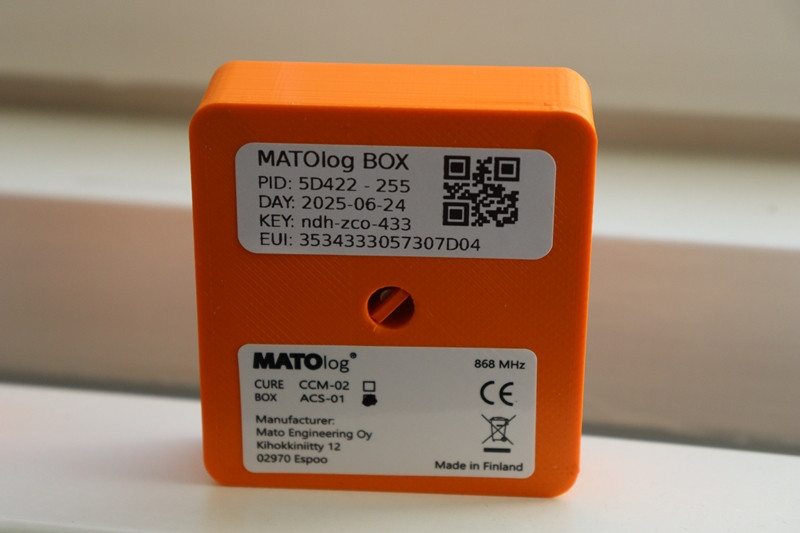 MATOlog BOX
PID: 5D422 - 255
DAY: 2025-06-24
KEY: ndh-zco-433
EUI: 3534333057307D04
MATOlog®
868 MHz
CURE CCM-02
BOX ACS-01
CE
Manufacturer:
Mato Engineering Oy
Kihokkiniitty 12
02970 Espoo
Made in Finland